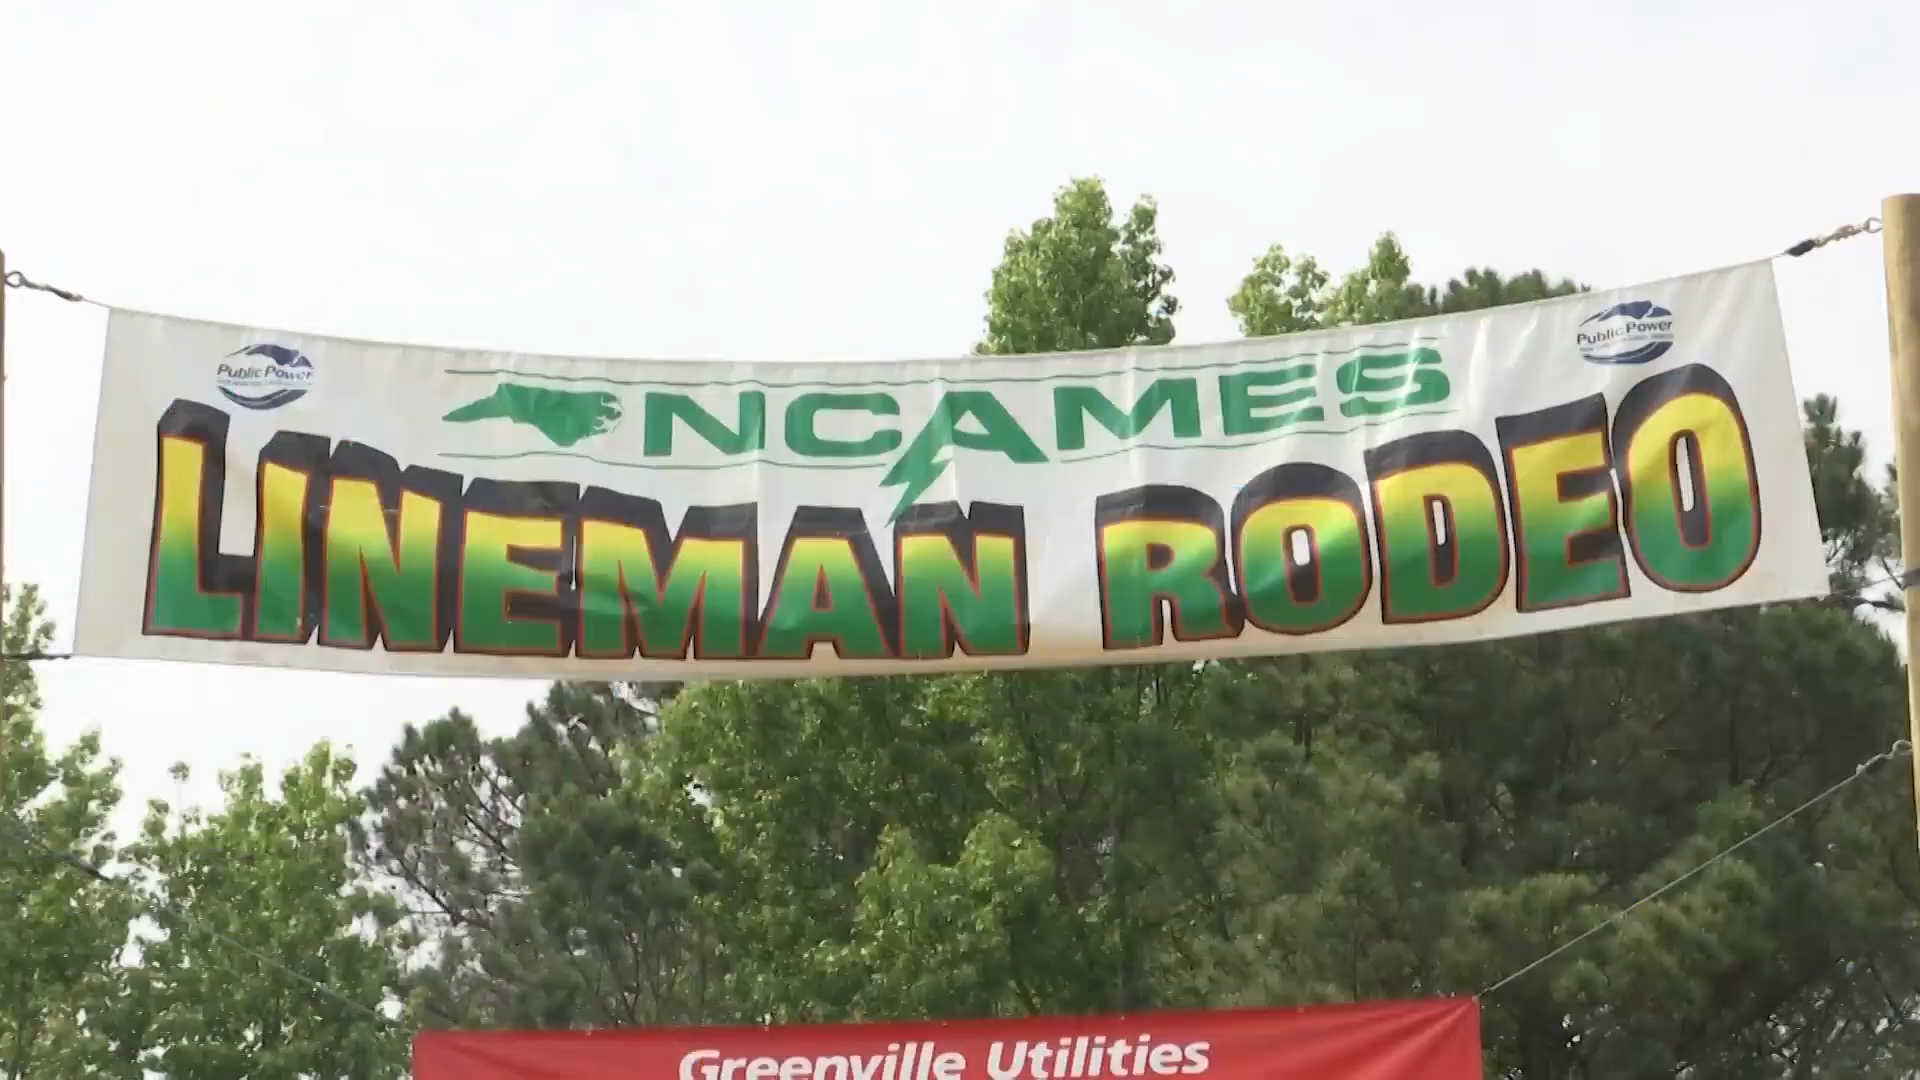 Public Power
Public Power
NCAMES
LINEMAN RODEO
Greenville Utilities